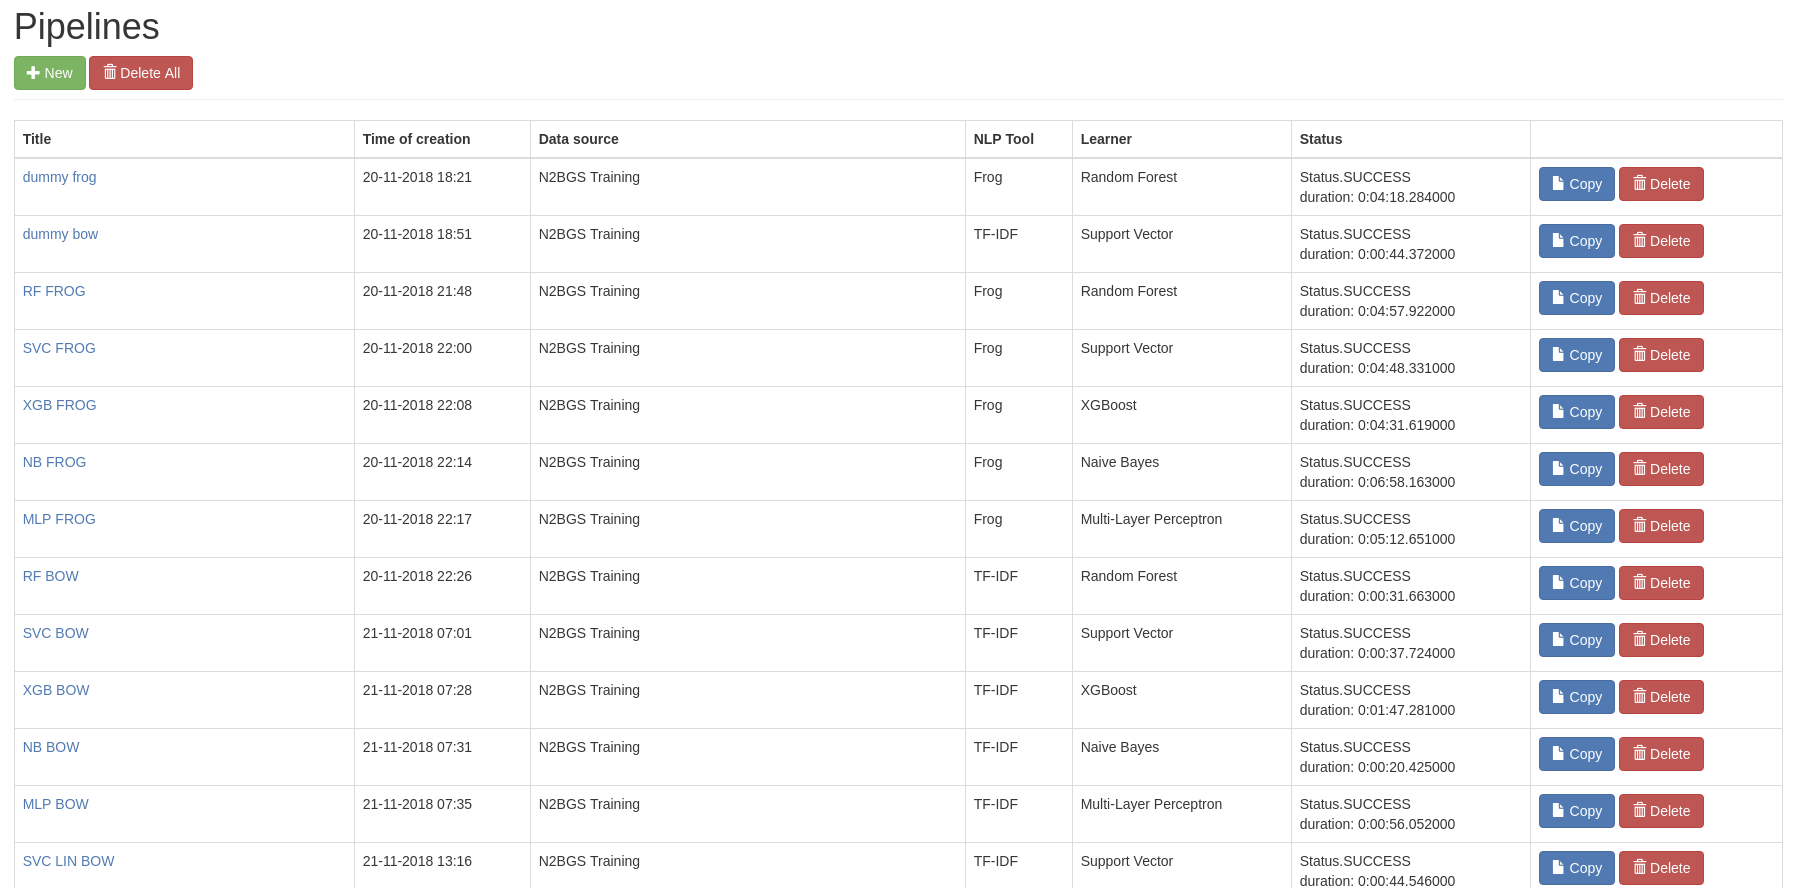 Pipelines
New Delete All
Title Time of creation Data source NLP Tool Learner Status
dummy frog 20-11-2018 18:21 N2BGS Training Frog Random Forest Status.SUCCESS Copy Delete
duration: 0:04:18.284000
dummy bow 20-11-2018 18:51 N2BGS Training TF-IDF Support Vector Status.SUCCESS Copy Delete
duration: 0:00:44.372000
RF FROG 20-11-2018 21:48 N2BGS Training Frog Random Forest Status.SUCCESS Copy Delete
duration: 0:04:57.922000
SVC FROG 20-11-2018 22:00 N2BGS Training Frog Support Vector Status.SUCCESS Copy Delete
duration: 0:04:48.331000
XGB FROG 20-11-2018 22:08 N2BGS Training Frog XGBoost Status.SUCCESS Copy Delete
duration: 0:04:31.619000
NB FROG 20-11-2018 22:14 N2BGS Training Frog Naive Bayes Status.SUCCESS Copy Delete
duration: 0:06:58.163000
MLP FROG 20-11-2018 22:17 N2BGS Training Frog Multi-Layer Perceptron Status.SUCCESS Copy Delete
duration: 0:05:12.651000
RF BOW 20-11-2018 22:26 N2BGS Training TF-IDF Random Forest Status.SUCCESS Copy Delete
duration: 0:00:31.663000
SVC BOW 21-11-2018 07:01 N2BGS Training TF-IDF Support Vector Status.SUCCESS Copy Delete
duration: 0:00:37.724000
XGB BOW 21-11-2018 07:28 N2BGS Training TF-IDF XGBoost Status.SUCCESS Copy Delete
duration: 0:01:47.281000
NB BOW 21-11-2018 07:31 N2BGS Training TF-IDF Naive Bayes Status.SUCCESS Copy Delete
duration: 0:00:20.425000
MLP BOW 21-11-2018 07:35 N2BGS Training TF-IDF Multi-Layer Perceptron Status.SUCCESS Copy Delete
duration: 0:00:56.052000
SVC LIN BOW 21-11-2018 13:16 N2BGS Training TF-IDF Support Vector Status.SUCCESS Copy Delete
duration: 0:00:44.546000